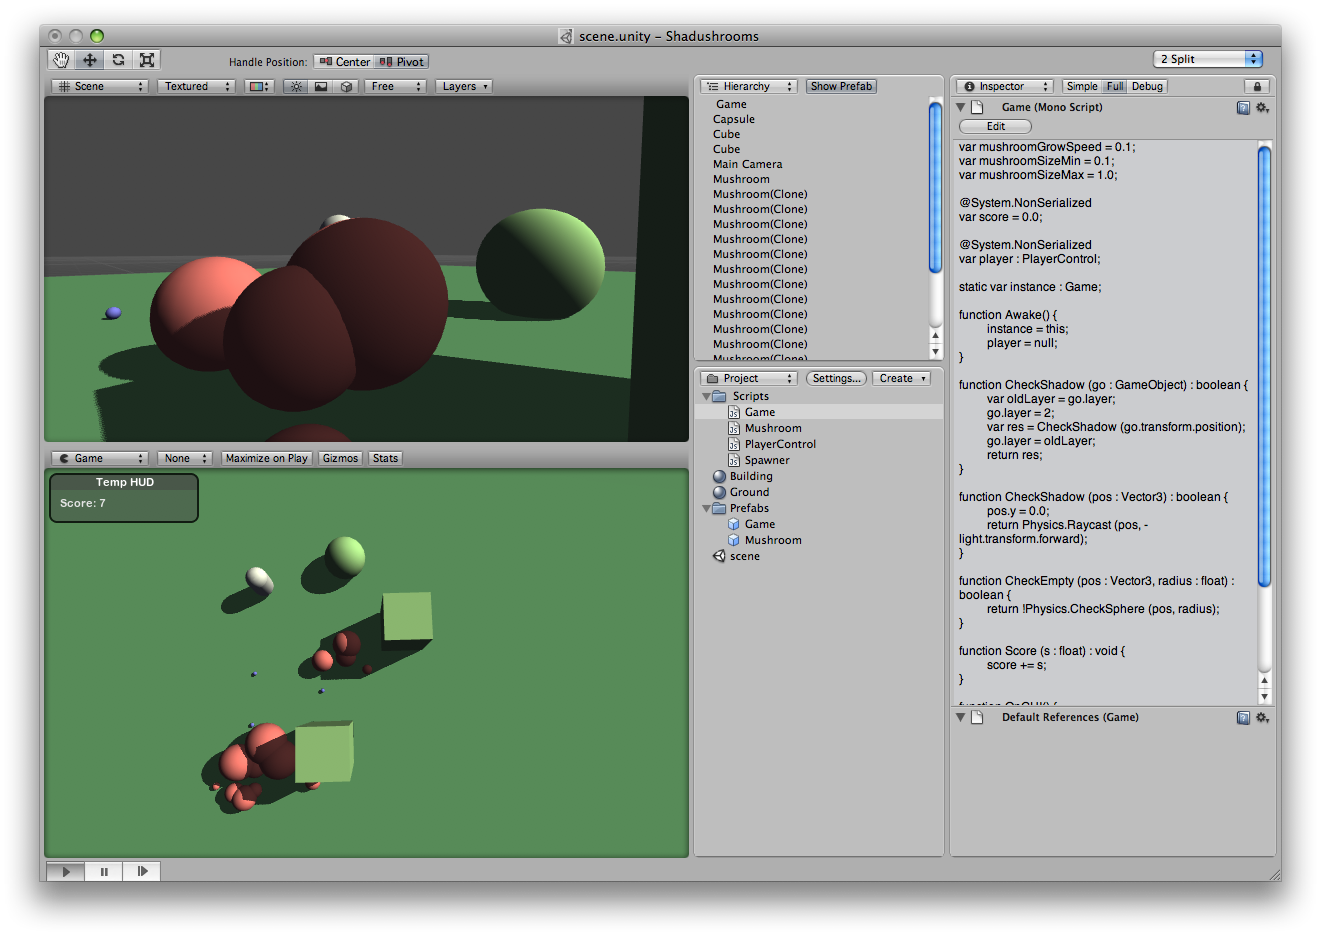 scene.unity – Shadushrooms
Handle Position: Center Pivot
2 Split
Scene Textured Free Layers
Hierarchy Show Prefab
Game
Capsule
Cube
Cube
Main Camera
Mushroom
Mushroom(Clone)
Mushroom(Clone)
Mushroom(Clone)
Mushroom(Clone)
Mushroom(Clone)
Mushroom(Clone)
Mushroom(Clone)
Mushroom(Clone)
Mushroom(Clone)
Mushroom(Clone)
Mushroom(Clone)
Mushroom(Clone)
Inspector Simple Full Debug
Game (Mono Script)
Edit
var mushroomGrowSpeed = 0.1;
var mushroomSizeMin = 0.1;
var mushroomSizeMax = 1.0;
@System.NonSerialized
var score = 0.0;
@System.NonSerialized
var player : PlayerControl;
static var instance : Game;
function Awake() {
instance = this;
player = null;
}
function CheckShadow (go : GameObject) : boolean {
var oldLayer = go.layer;
go.layer = 2;
var res = CheckShadow (go.transform.position);
go.layer = oldLayer;
return res;
}
function CheckShadow (pos : Vector3) : boolean {
pos.y = 0.0;
return Physics.Raycast (pos, -
light.transform.forward);
}
function CheckEmpty (pos : Vector3, radius : float) :
boolean {
return !Physics.CheckSphere (pos, radius);
}
function Score (s : float) : void {
score += s;
}
function OnGUI() {
Default References (Game)
Project Settings... Create
Scripts
Game
Mushroom
PlayerControl
Spawner
Building
Ground
Prefabs
Game
Mushroom
scene
Game None Maximize on Play Gizmos Stats
Temp HUD
Score: 7